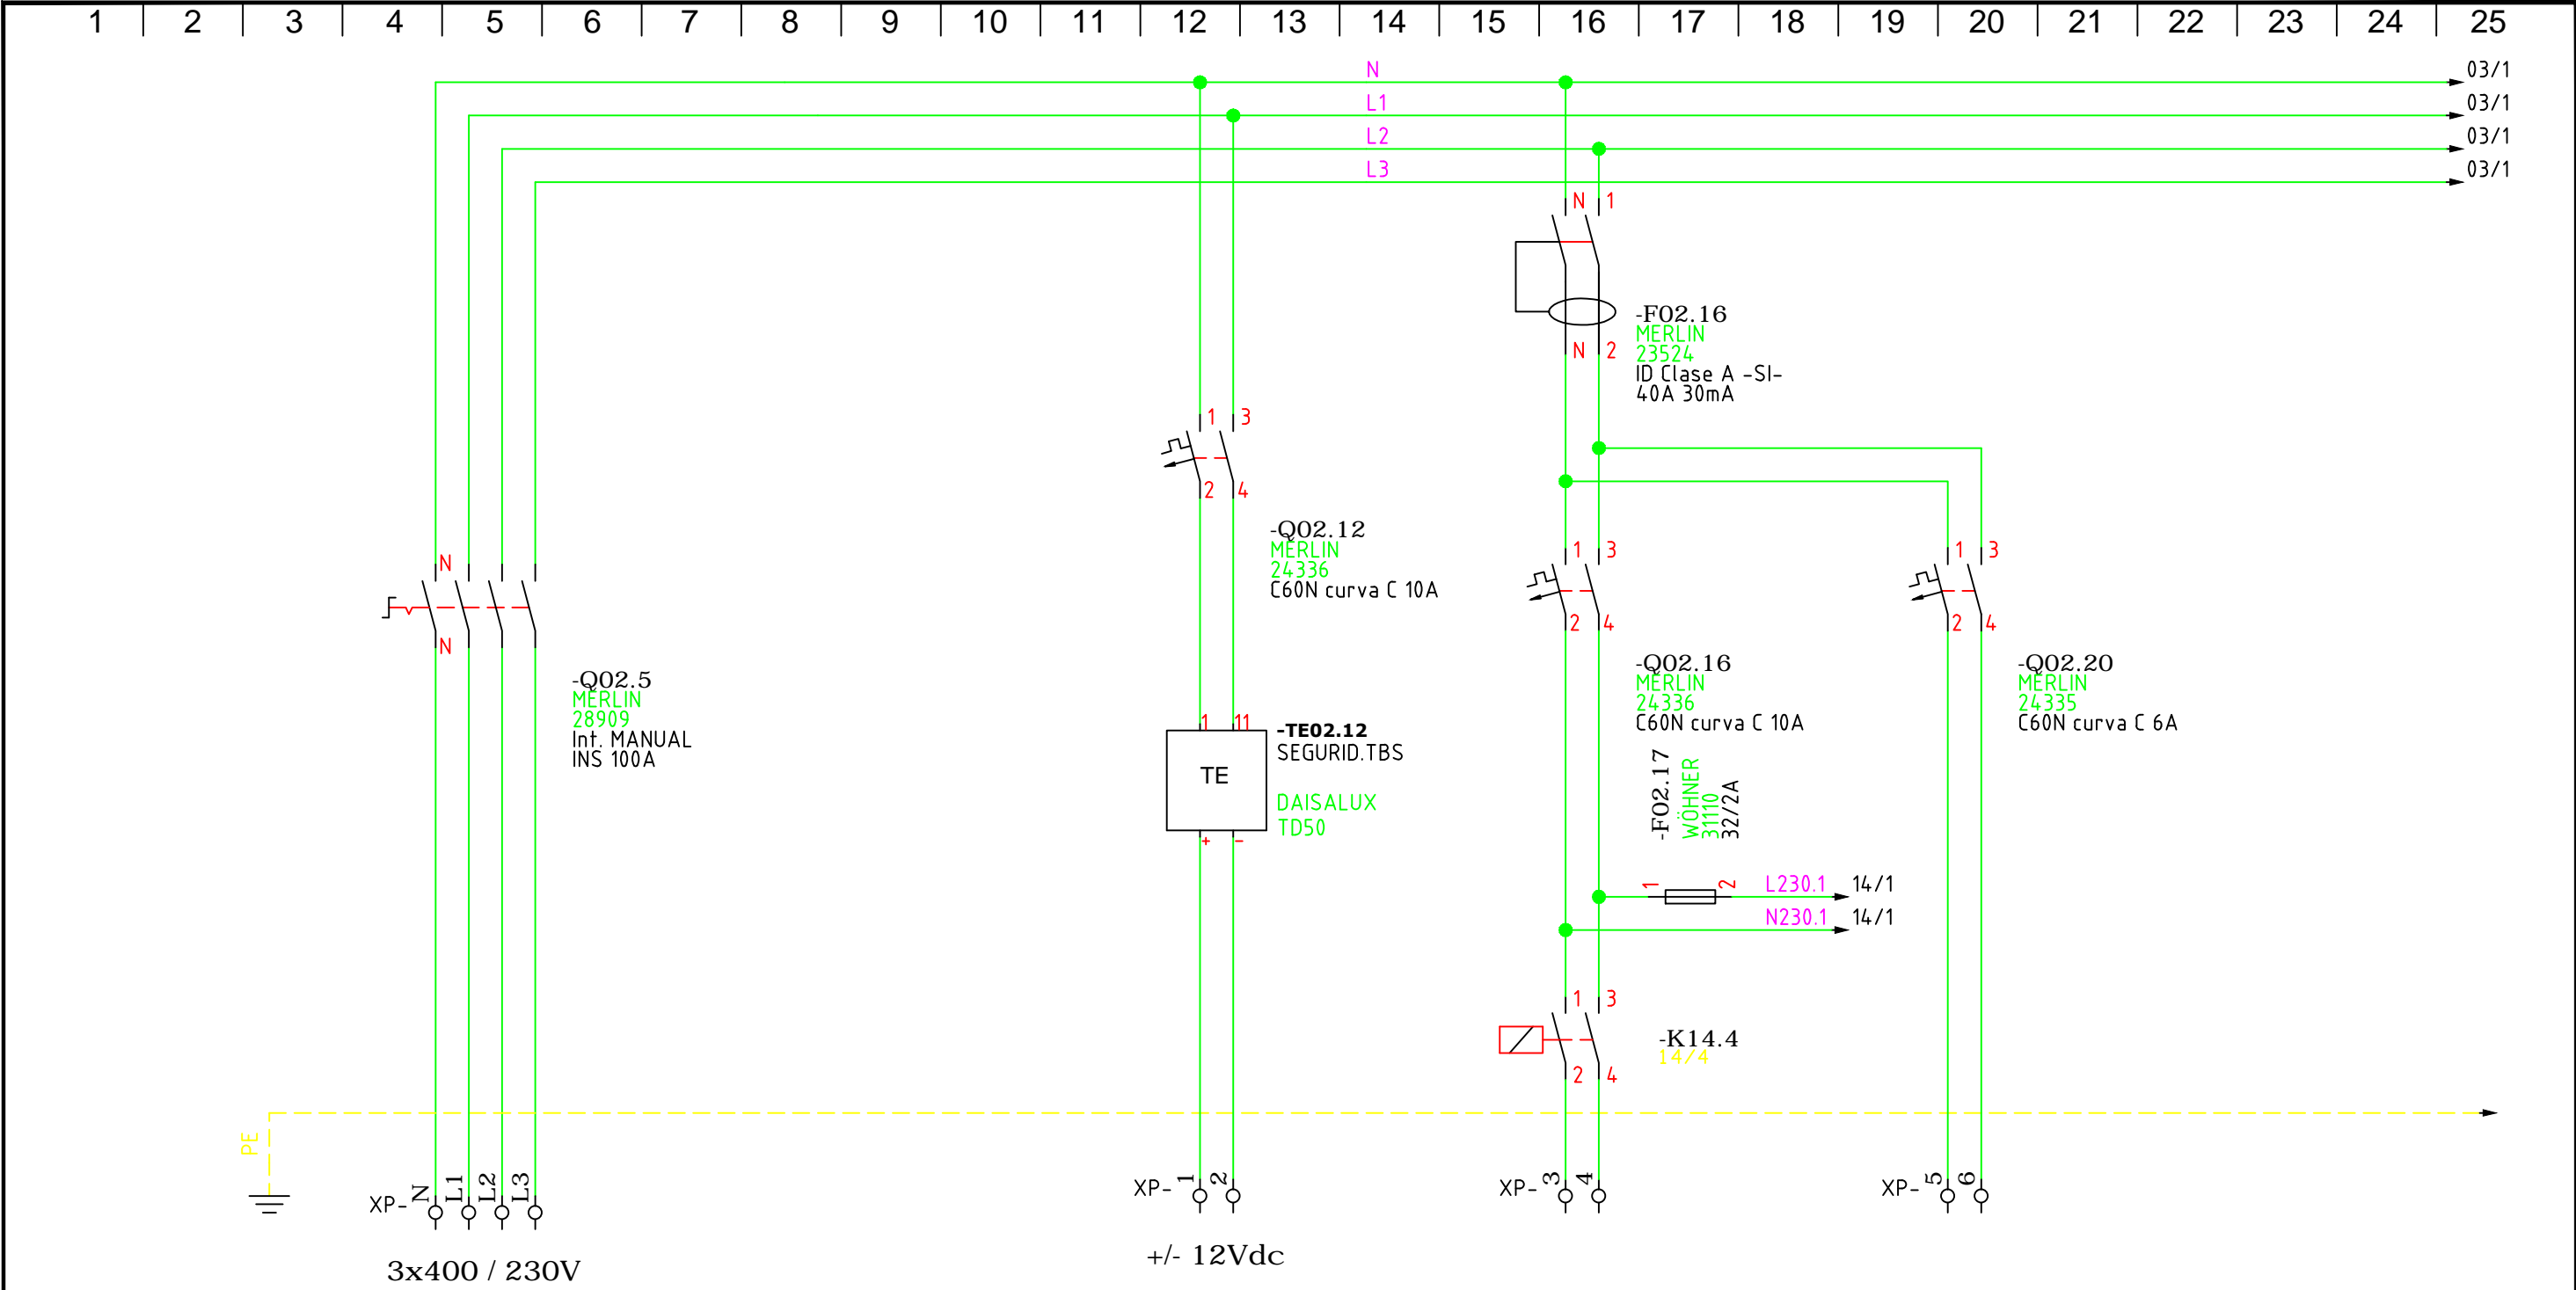 1 2 3 4 5 6 7 8 9 10 11 12 13 14 15 16 17 18 19 20 21 22 23 24 25
N 03/1
L1 03/1
L2 03/1
L3 03/1
N 1
-F02.16
MERLIN
23524
ID Clase A -SI-
40A 30mA
N 2
1 3
2 4
-Q02.12
MERLIN
24336
C60N curva C 10A
N
N
-Q02.5
MERLIN
28909
Int. MANUAL
INS 100A
1 3
2 4
-Q02.16
MERLIN
24336
C60N curva C 10A
1 3
2 4
-Q02.20
MERLIN
24335
C60N curva C 6A
1 11
TE
+ -
-TE02.12
SEGURID.TBS
DAISALUX
TD50
-F02.17
WÖHNER
31110
32/2A
1 2 L230.1 14/1
N230.1 14/1
1 3
2 4
-K14.4
14/4
PE
XP- N L1 L2 L3
XP- 1 2
XP- 3 4
XP- 5 6
3x400 / 230V
+/- 12Vdc